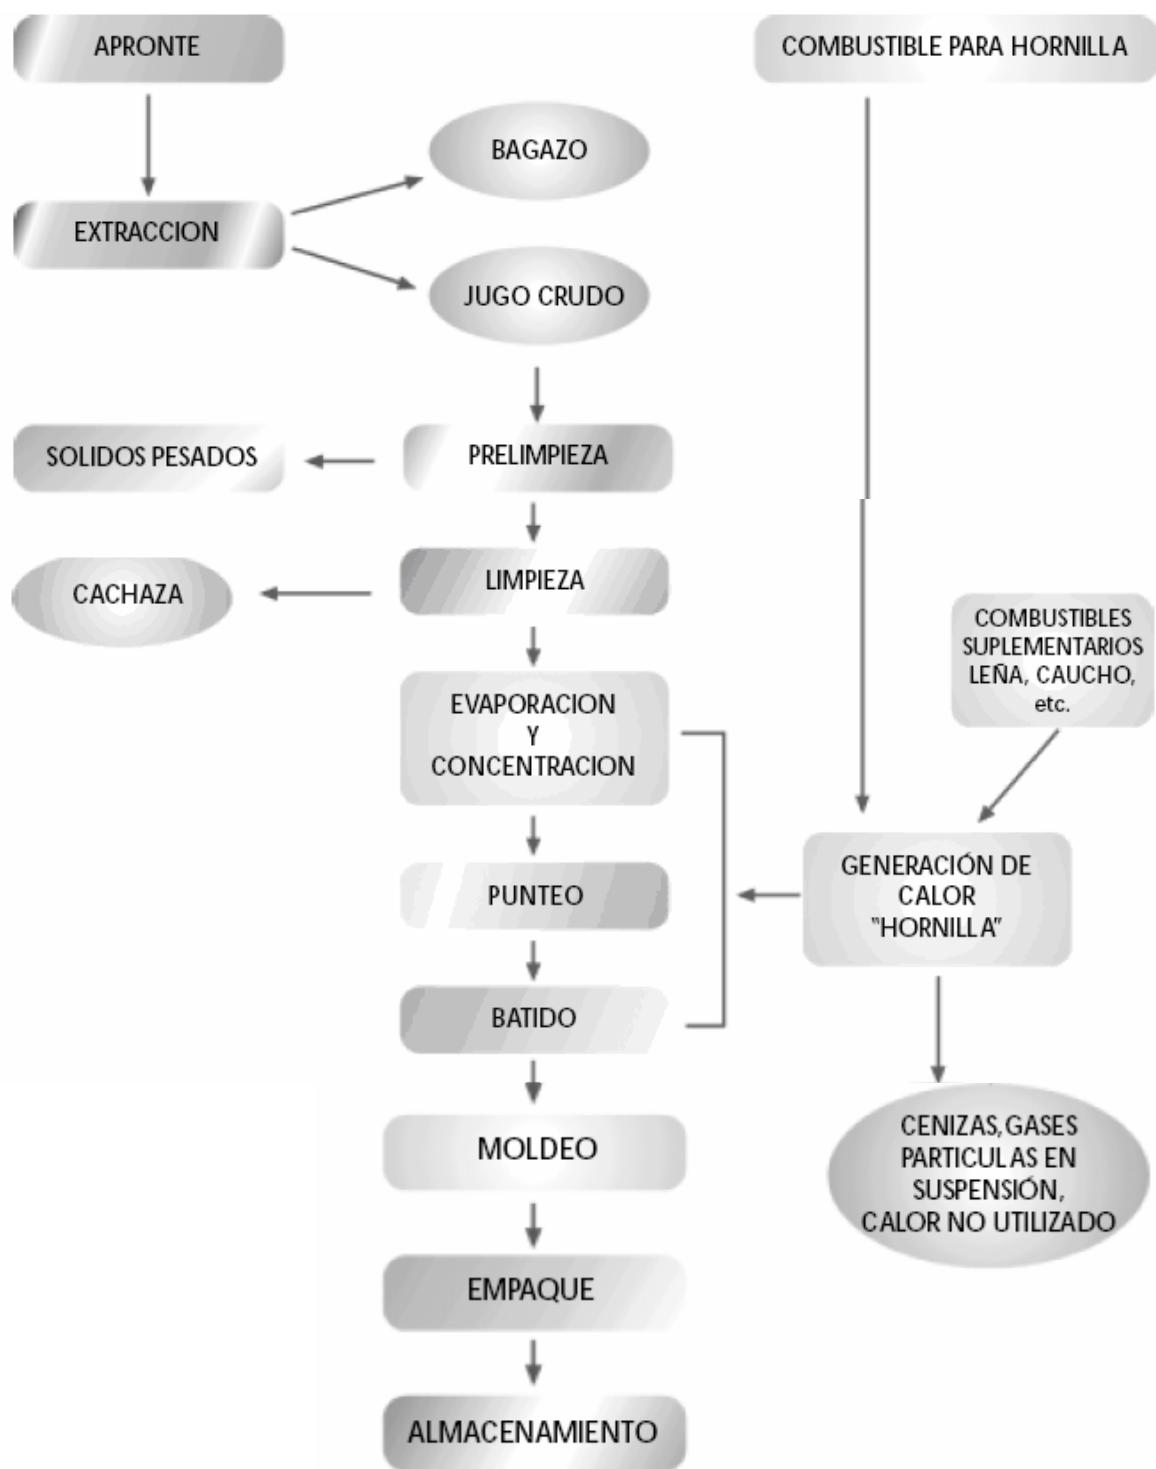 APRONTE
COMBUSTIBLE PARA HORNILLA
BAGAZO
EXTRACCION
JUGO CRUDO
SOLIDOS PESADOS
PRELIMPIEZA
LIMPIEZA
CACHAZA
COMBUSTIBLES
SUPLEMENTARIOS
LEÑA, CAUCHO,
etc.
EVAPORACION
Y
CONCENTRACION
GENERACIÓN DE
CALOR
"HORNILLA"
PUNTEO
BATIDO
MOLDEO
CENIZAS,GASES
PARTICULAS EN
SUSPENSIÓN,
CALOR NO UTILIZADO
EMPAQUE
ALMACENAMIENTO